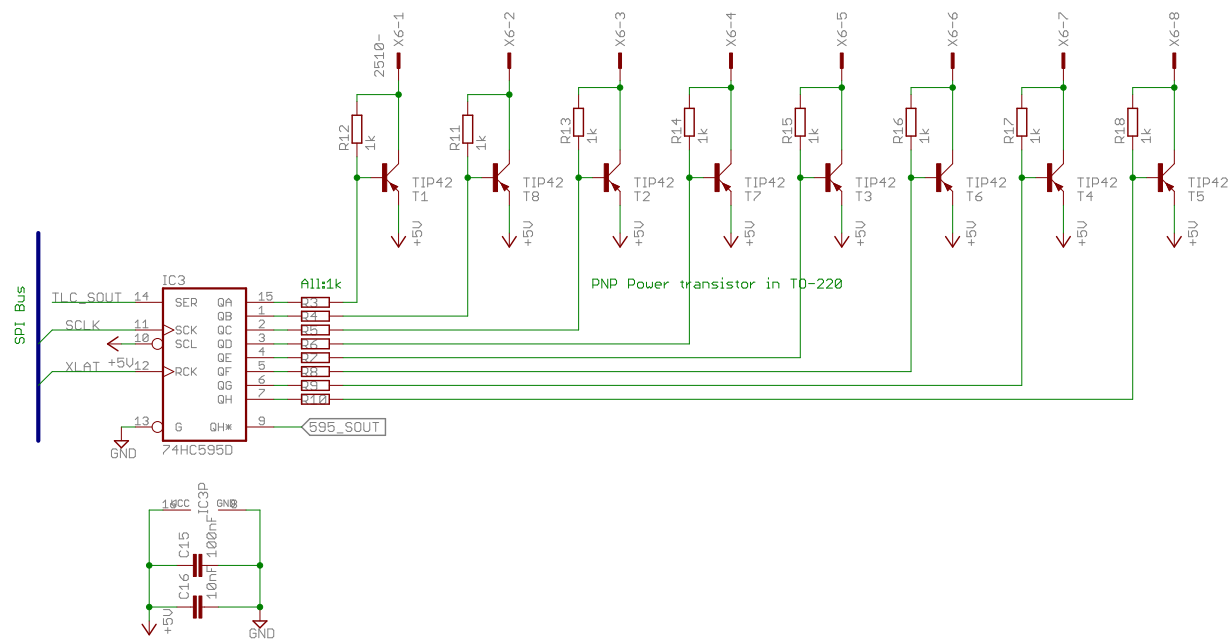 2510-
X6-1
X6-2
X6-3
X6-4
X6-5
X6-6
X6-7
X6-8
R12 1k
R11 1k
R13 1k
R14 1k
R15 1k
R16 1k
R17 1k
R18 1k
TIP42
T1
TIP42
T8
TIP42
T2
TIP42
T7
TIP42
T3
TIP42
T6
TIP42
T4
TIP42
T5
+5V
+5V
+5V
+5V
+5V
+5V
+5V
+5V
SPI Bus
IC3
All:1k
PNP Power transistor in TO-220
TLC_SOUT 14 SER QA 15 R3
QB 1 R4
SCLK 11 SCK QC 2 R5
10 SCL QD 3 R6
+5V
QE 4 R7
XLAT 12 RCK QF 5 R8
QG 6 R9
QH 7 R10
13 G QH* 9 595_SOUT
GND
74HC595D
16 VCC IC3P GND 8
C15 100nF
C16 10nF
+5V
GND